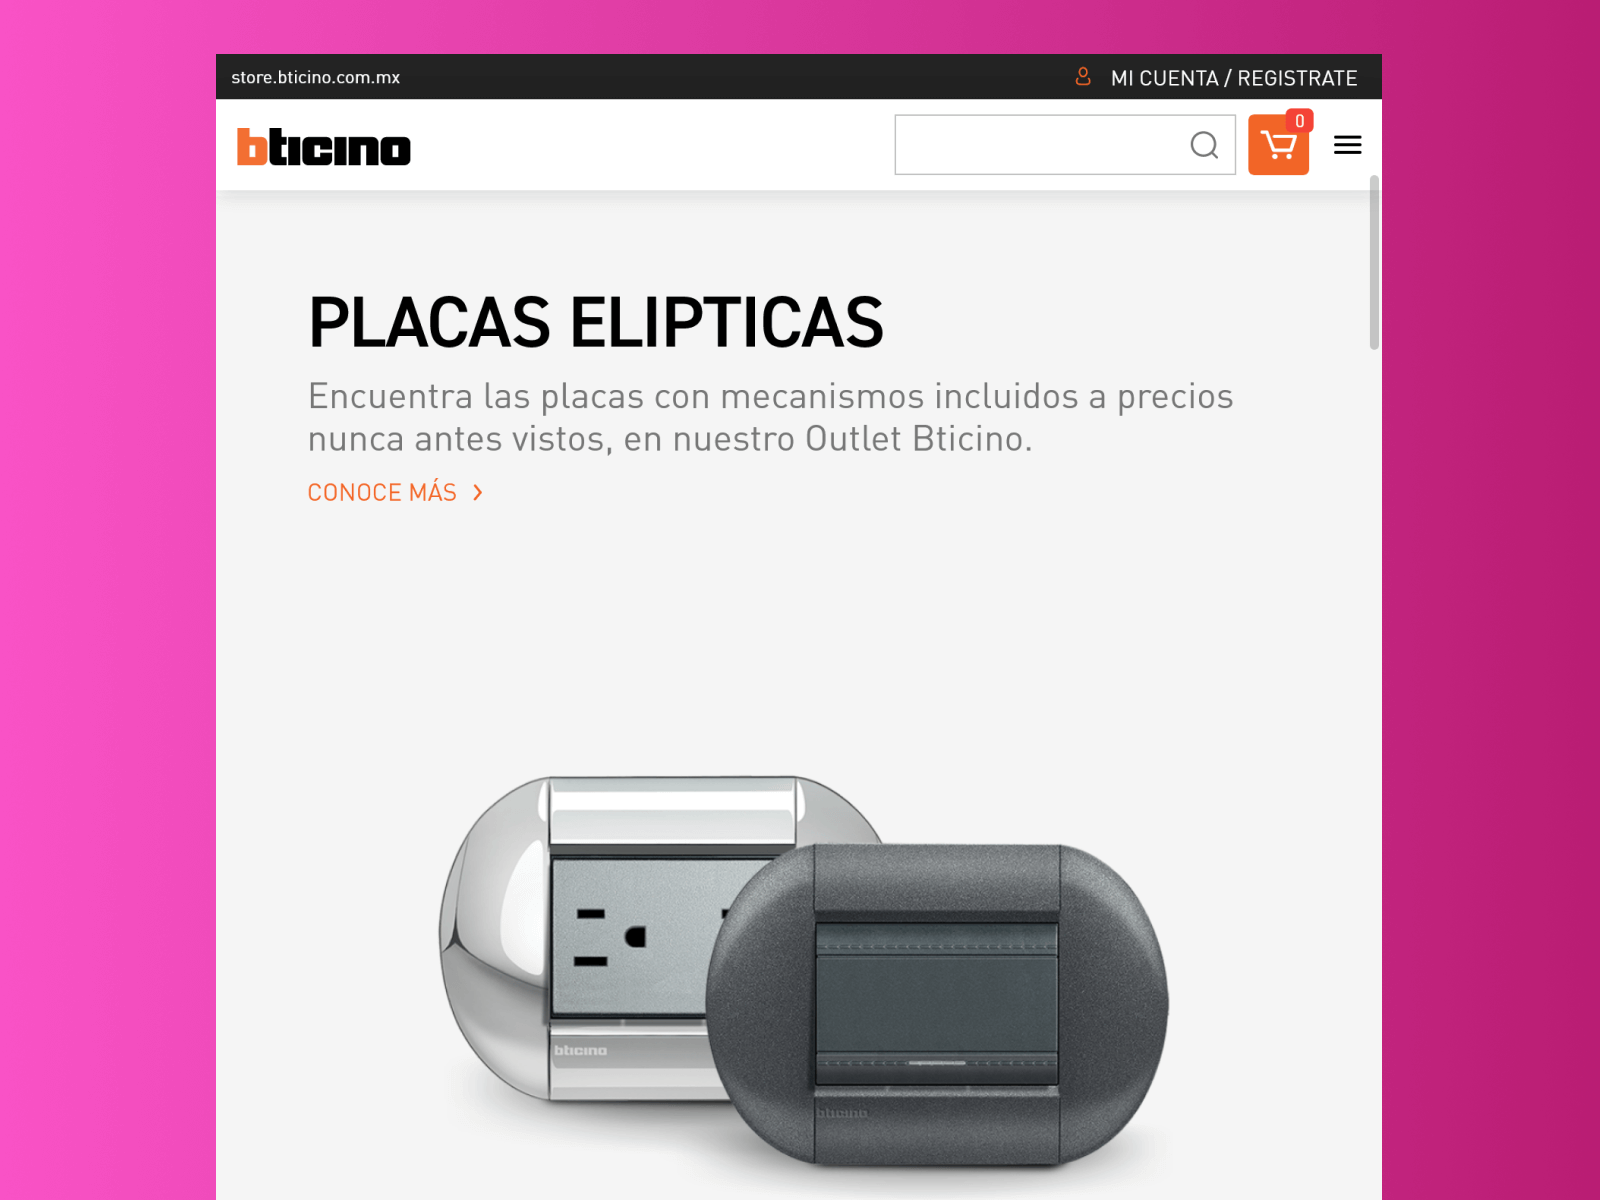 store.bticino.com.mx
MI CUENTA / REGISTRATE
bticino
0
PLACAS ELIPTICAS
Encuentra las placas con mecanismos incluidos a precios
nunca antes vistos, en nuestro Outlet Bticino.
CONOCE MÁS
bticino
bticino